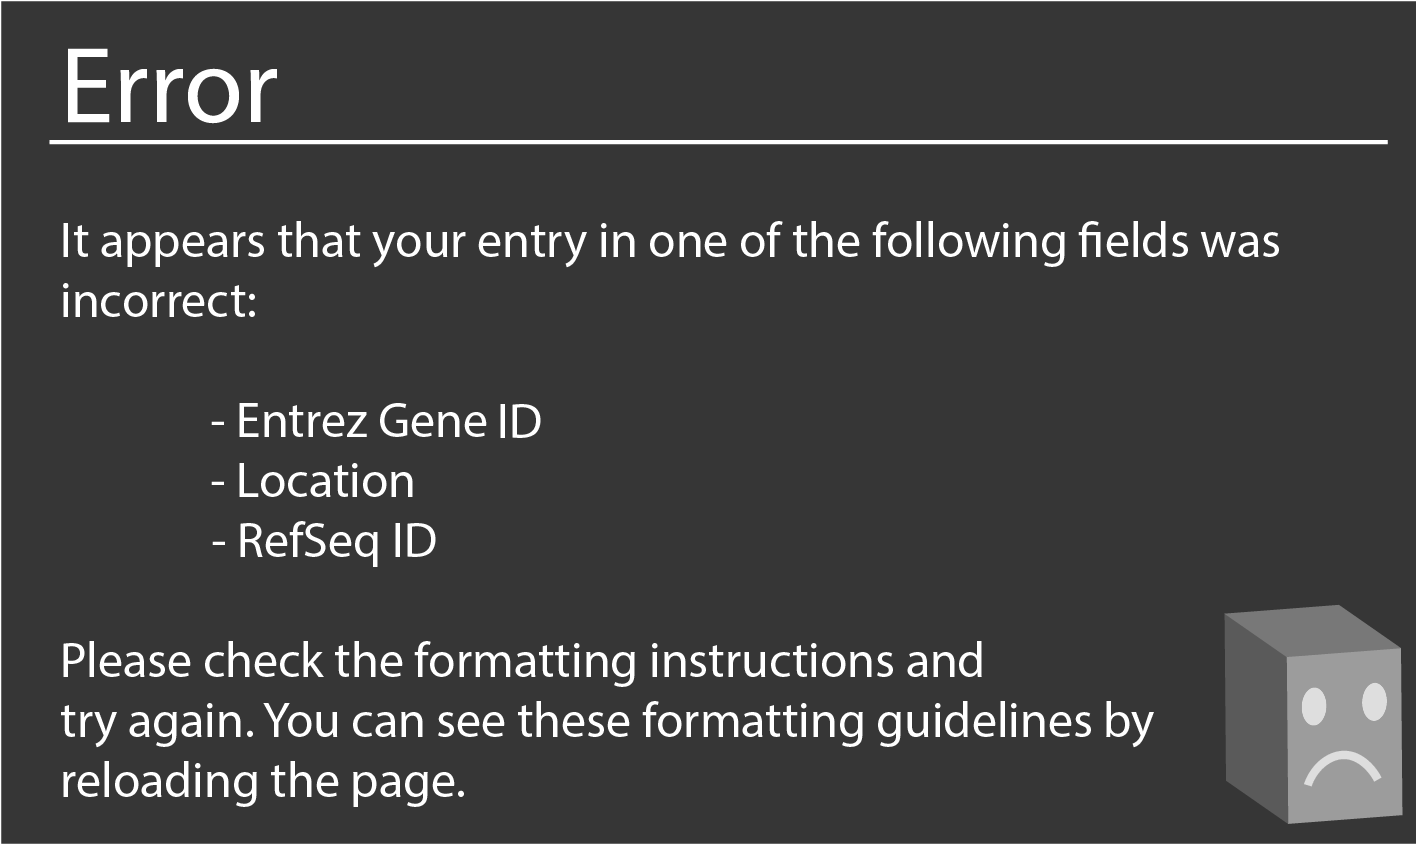 Error
It appears that your entry in one of the following fields was
incorrect:
- Entrez Gene ID
- Location
- RefSeq ID
Please check the formatting instructions and
try again. You can see these formatting guidelines by
reloading the page.